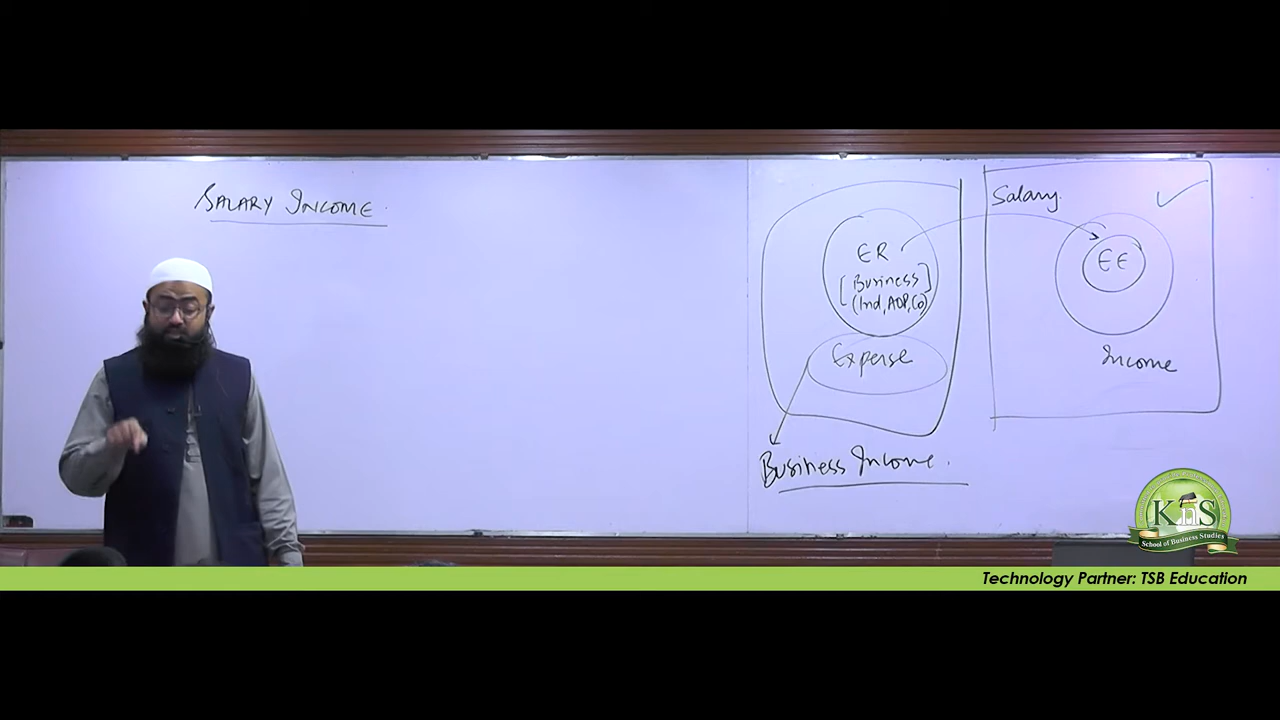 SALARY INCOME
ER
[Business]
(Ind, AOP, Co)
Expense
Business Income.
Salary
EE
Income
KnS
School of Business Studies
Technology Partner: TSB Education